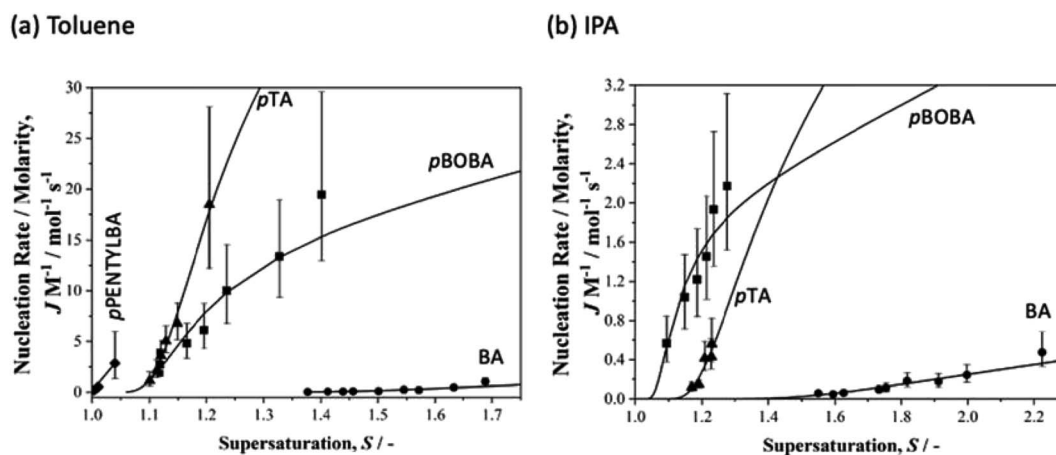 (a) Toluene
(b) IPA
Nucleation Rate / Molarity,
J M⁻¹ / mol⁻¹ s⁻¹
30
25
20
15
10
5
0
1.0
1.1
1.2
1.3
1.4
1.5
1.6
1.7
Supersaturation, S / -
pPENTYLBA
pTA
pBOBA
BA
Nucleation Rate / Molarity,
J M⁻¹ / mol⁻¹ s⁻¹
3.2
2.8
2.4
2.0
1.6
1.2
0.8
0.4
0.0
1.0
1.2
1.4
1.6
1.8
2.0
2.2
Supersaturation, S / -
pBOBA
pTA
BA